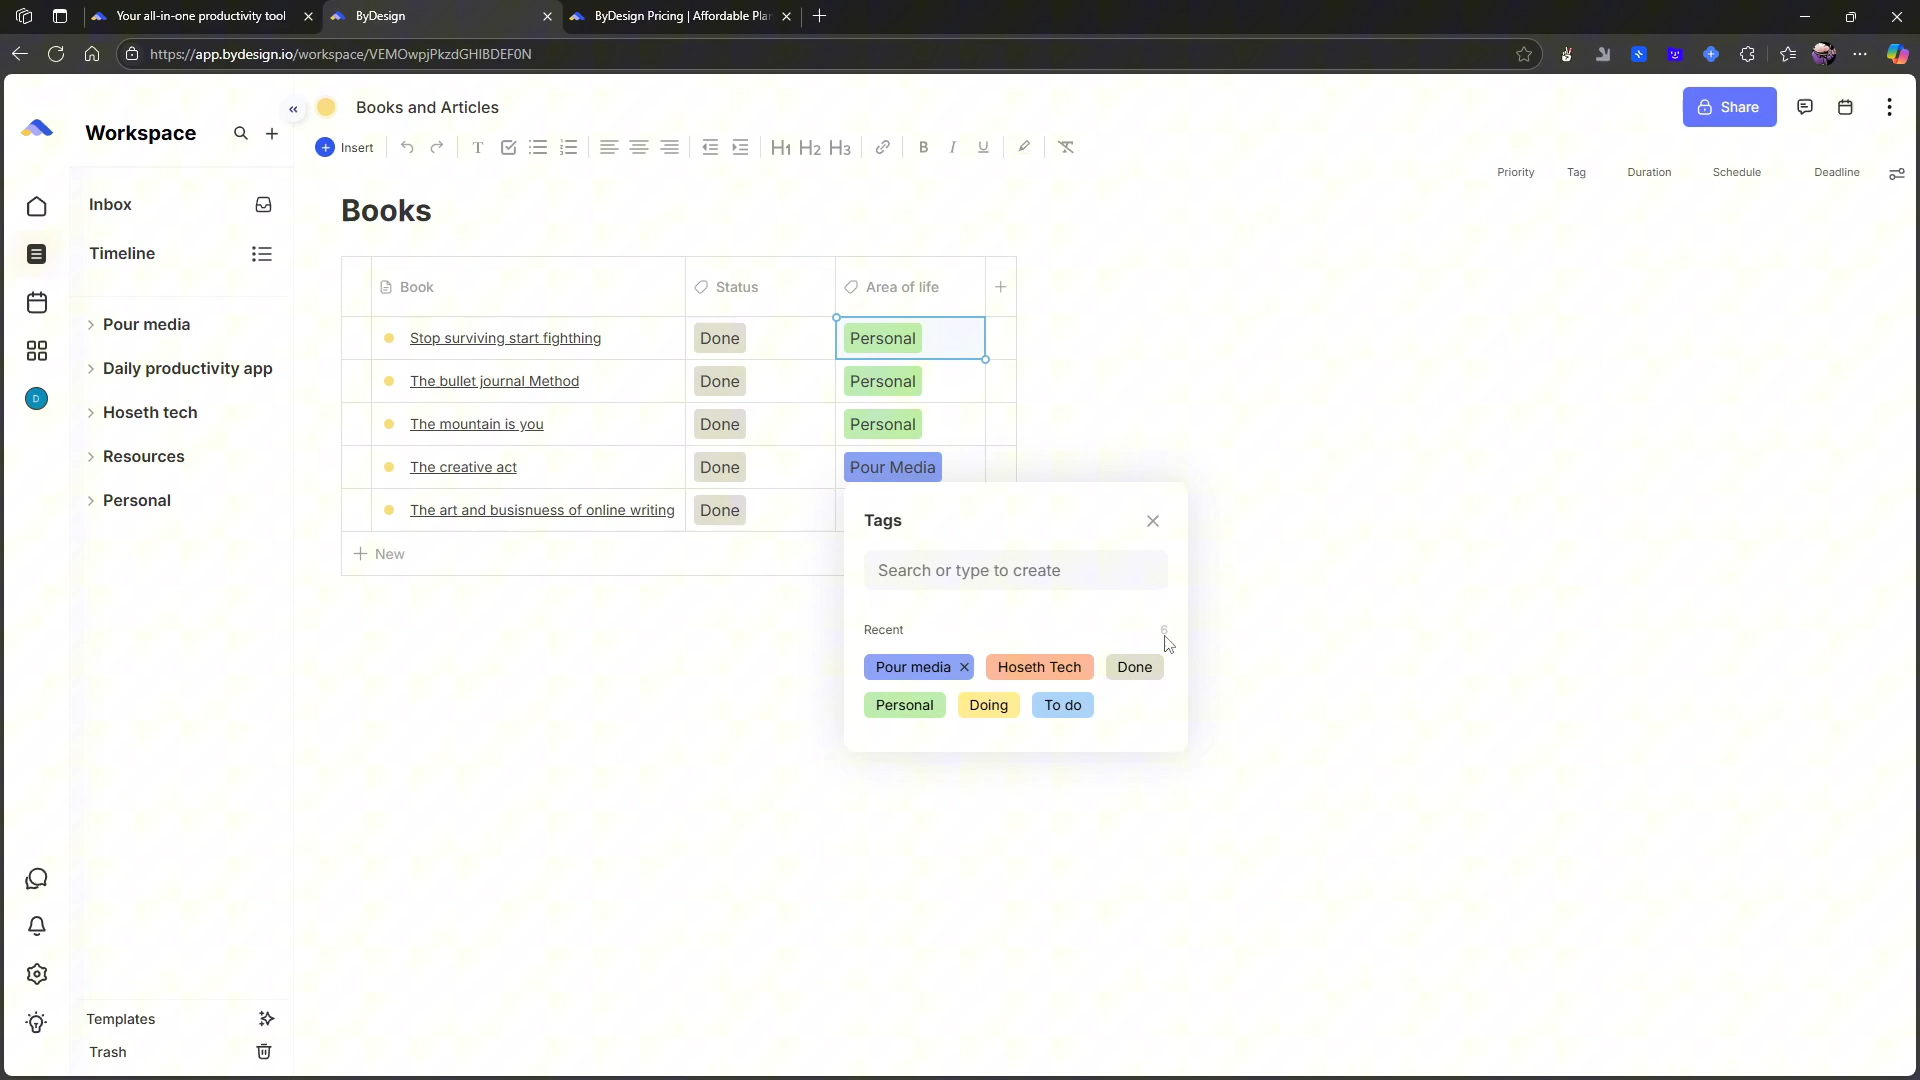 Your all-in-one productivity tool
ByDesign
ByDesign Pricing | Affordable Pla
https://app.bydesign.io/workspace/VEMOwpjPkzdGHIBDEF0N
Workspace
Books and Articles
Share
Insert
T
H1 H2 H3
B I U
Priority Tag Duration Schedule Deadline
Inbox
Timeline
Pour media
Daily productivity app
Hoseth tech
Resources
Personal
D
Books
Book Status Area of life
Stop surviving start fighthing Done Personal
The bullet journal Method Done Personal
The mountain is you Done Personal
The creative act Done Pour Media
The art and busisnuess of online writing Done
New
Tags
Search or type to create
Recent 6
Pour media Hoseth Tech Done
Personal Doing To do
Templates
Trash